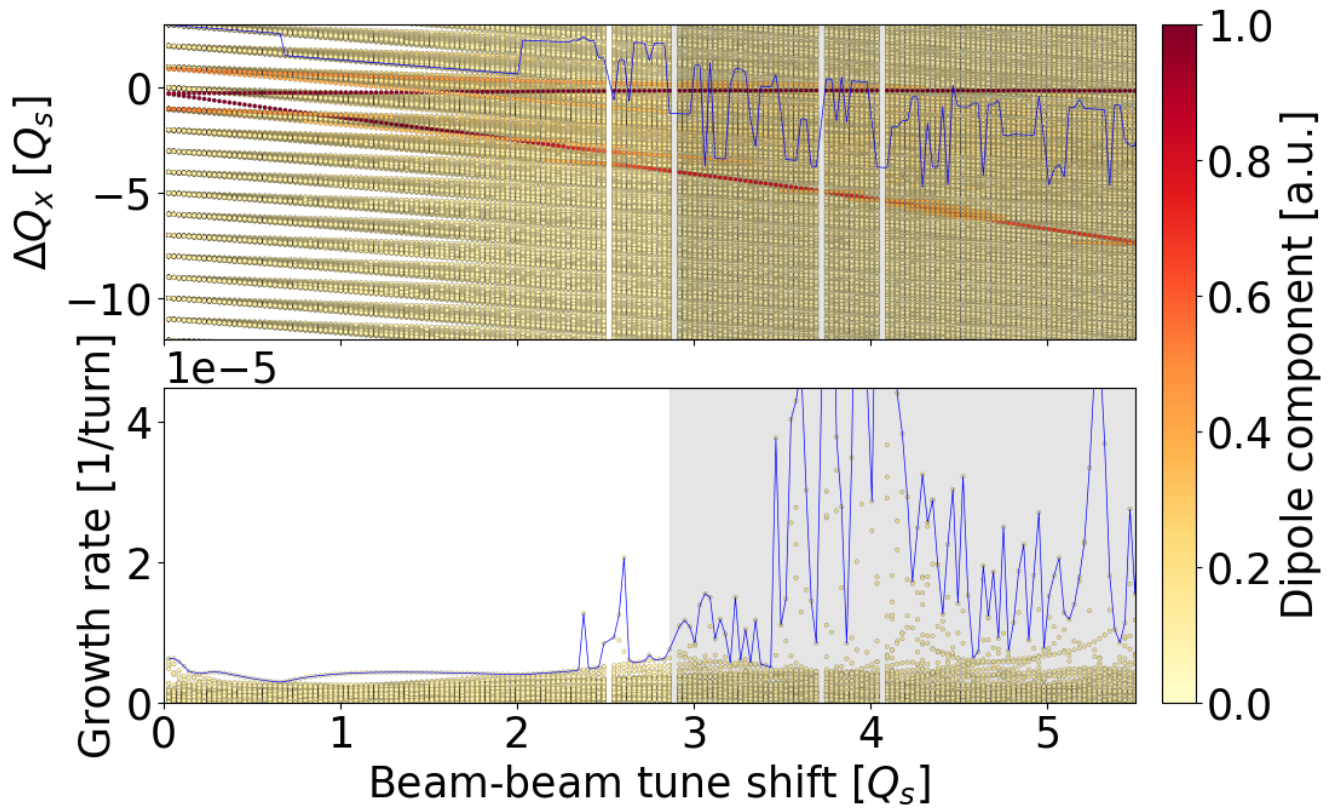 ΔQₓ [Qₛ]
0
−5
−10
1.0
0.8
0.6
0.4
0.2
0.0
Dipole component [a.u.]
1e−5
Growth rate [1/turn]
4
2
0
0 1 2 3 4 5
Beam-beam tune shift [Qₛ]